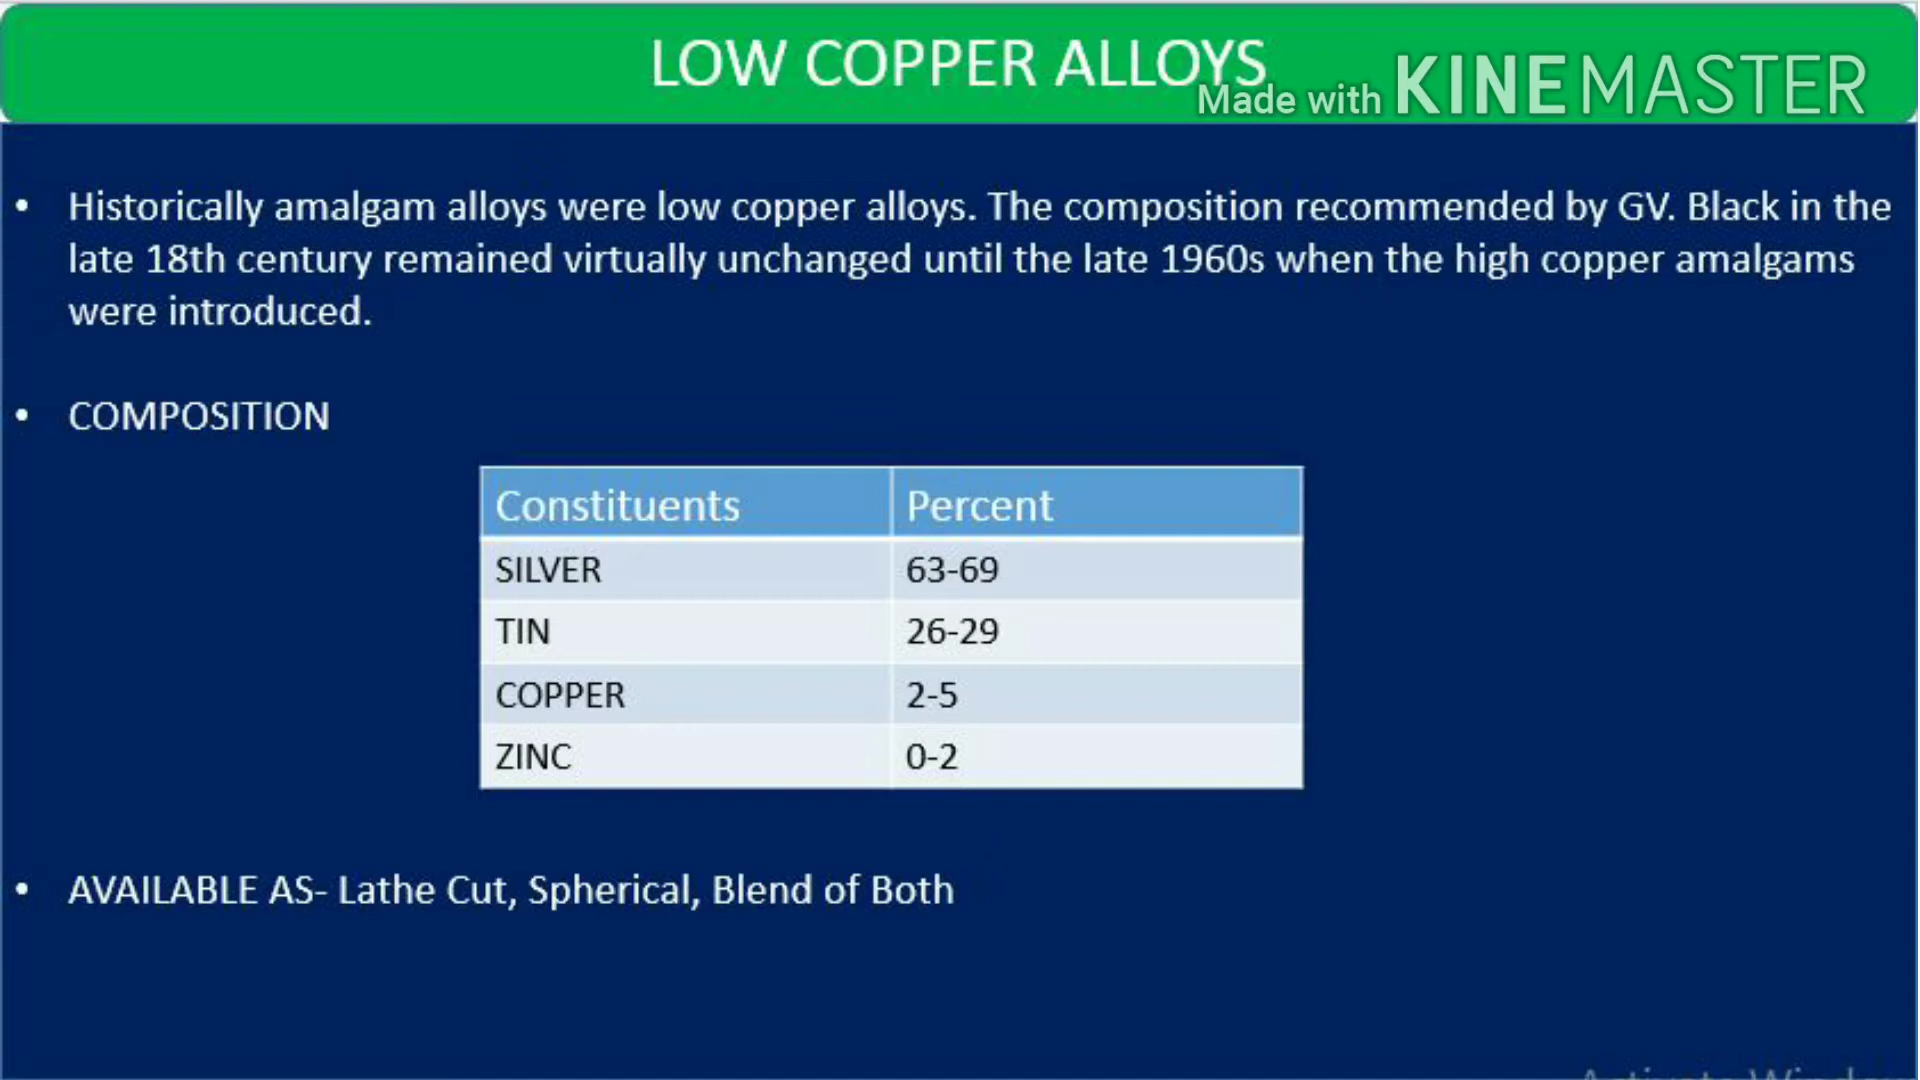 LOW COPPER ALLOYS
Made with KINEMASTER
• Historically amalgam alloys were low copper alloys. The composition recommended by GV. Black in the
late 18th century remained virtually unchanged until the late 1960s when the high copper amalgams
were introduced.
• COMPOSITION
Constituents Percent
SILVER 63-69
TIN 26-29
COPPER 2-5
ZINC 0-2
• AVAILABLE AS- Lathe Cut, Spherical, Blend of Both